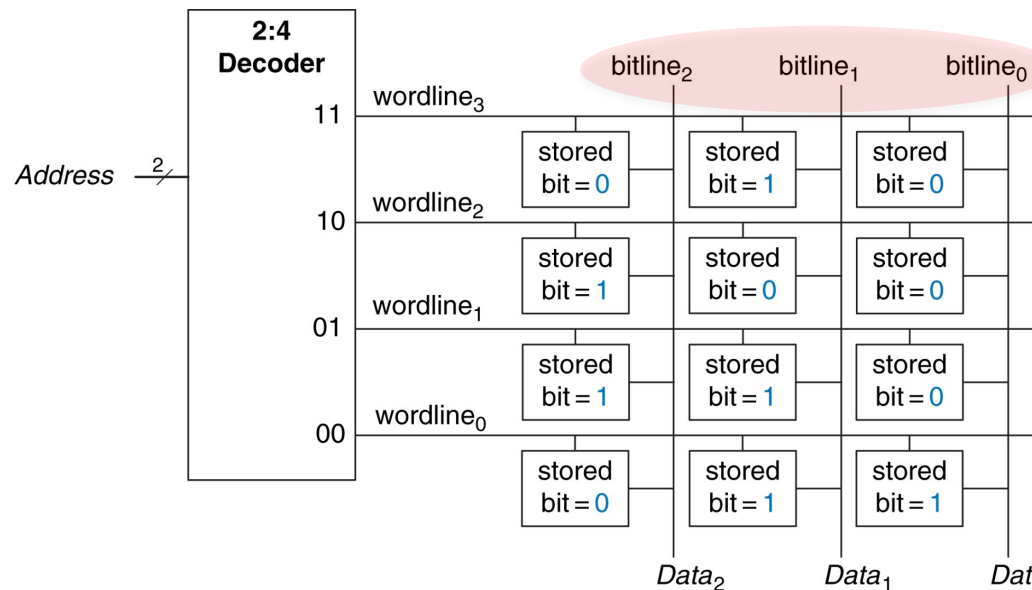 2:4
Decoder
bitline₂ bitline₁ bitline₀
wordline₃
11
stored stored stored
bit = 0 bit = 1 bit = 0
Address 2
wordline₂
10
stored stored stored
bit = 1 bit = 0 bit = 0
wordline₁
01
stored stored stored
bit = 1 bit = 1 bit = 0
wordline₀
00
stored stored stored
bit = 0 bit = 1 bit = 1
Data₂ Data₁ Dat